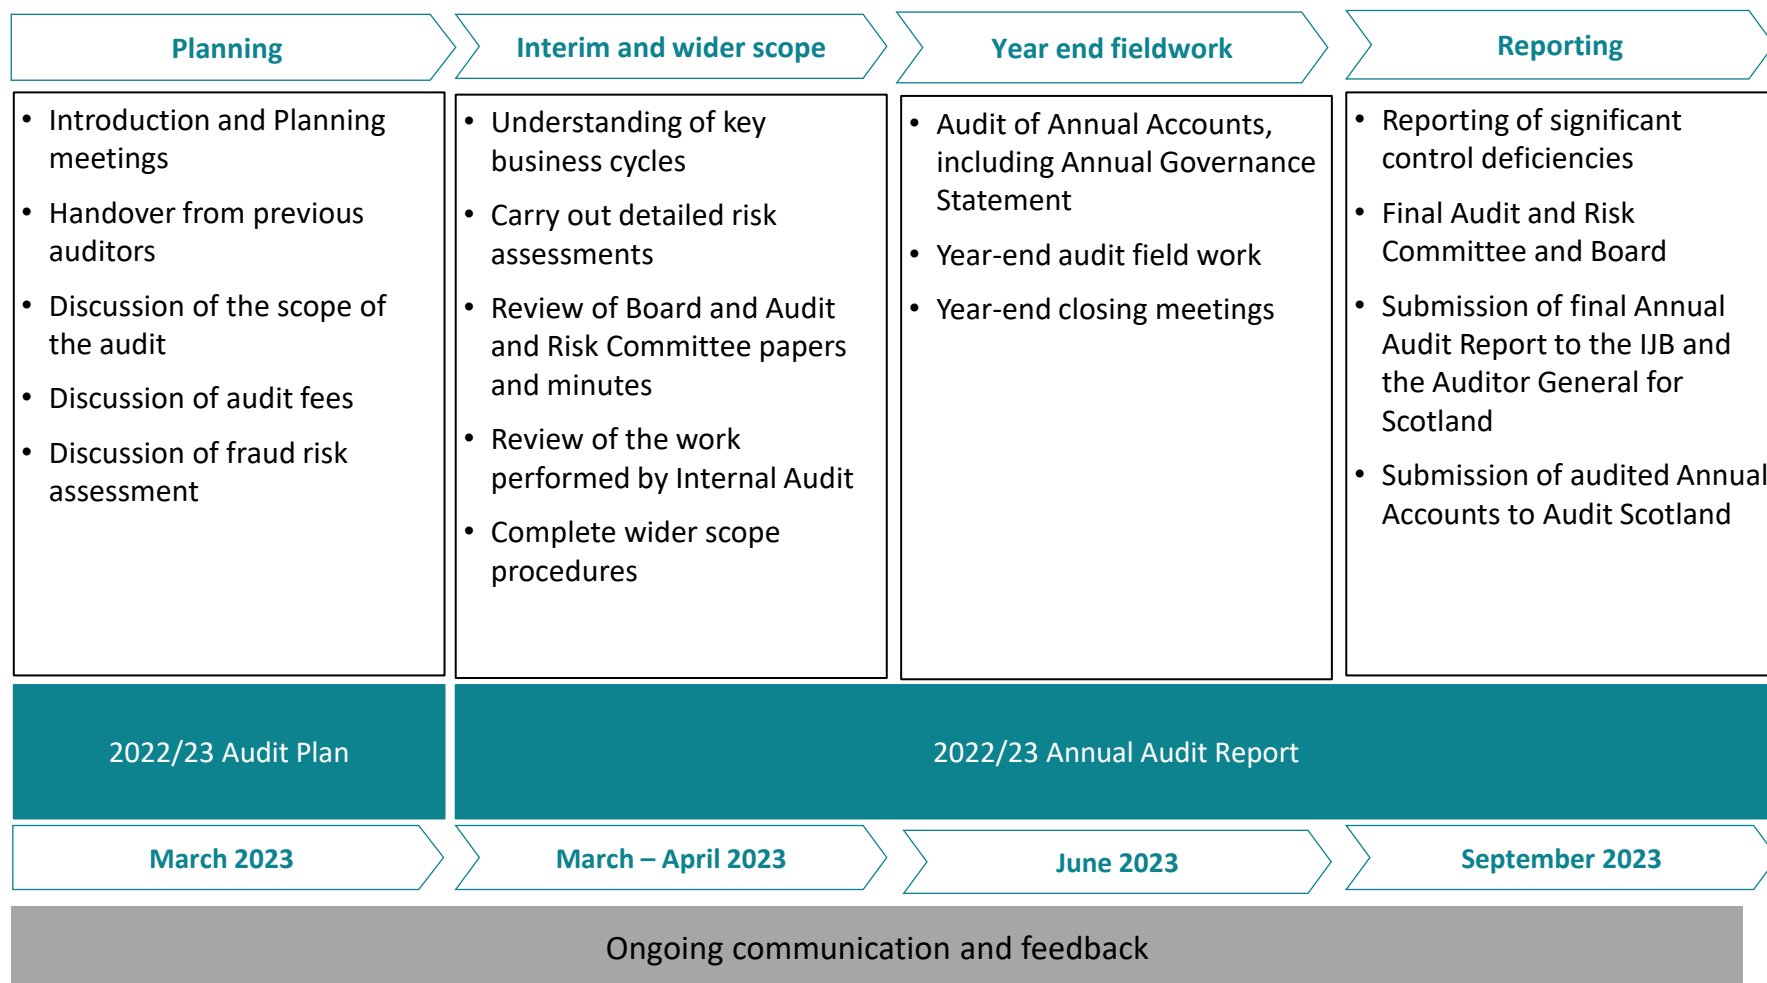 Planning
Interim and wider scope
Year end fieldwork
Reporting
• Introduction and Planning
meetings
• Handover from previous
auditors
• Discussion of the scope of
the audit
• Discussion of audit fees
• Discussion of fraud risk
assessment
• Understanding of key
business cycles
• Carry out detailed risk
assessments
• Review of Board and Audit
and Risk Committee papers
and minutes
• Review of the work
performed by Internal Audit
• Complete wider scope
procedures
• Audit of Annual Accounts,
including Annual Governance
Statement
• Year-end audit field work
• Year-end closing meetings
• Reporting of significant
control deficiencies
• Final Audit and Risk
Committee and Board
• Submission of final Annual
Audit Report to the IJB and
the Auditor General for
Scotland
• Submission of audited Annual
Accounts to Audit Scotland
2022/23 Audit Plan
2022/23 Annual Audit Report
March 2023
March – April 2023
June 2023
September 2023
Ongoing communication and feedback